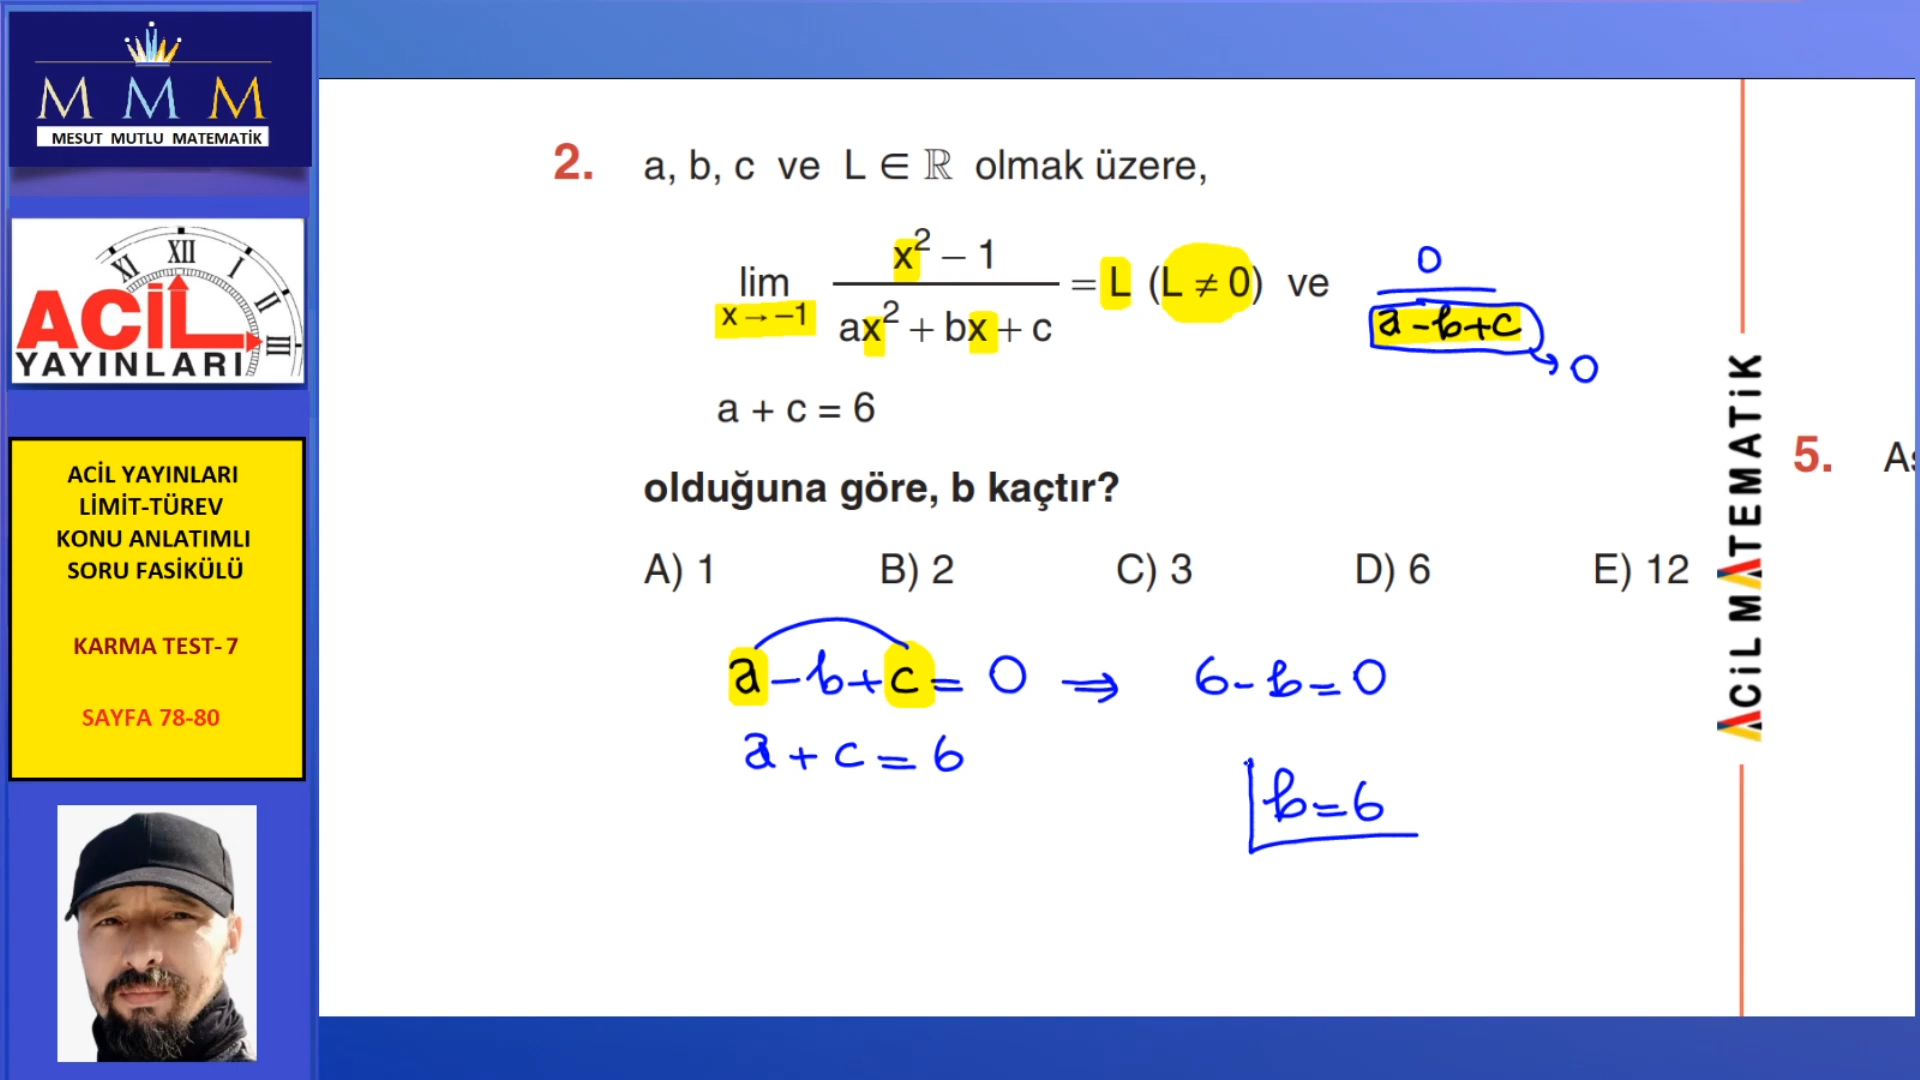 M M M
MESUT MUTLU MATEMATİK
XI XII I II III
ACİL
YAYINLARI
ACİL YAYINLARI
LİMİT-TÜREV
KONU ANLATIMLI
SORU FASİKÜLÜ
KARMA TEST- 7
SAYFA 78-80
2. a, b, c ve L ∈ ℝ olmak üzere,
lim x→−1 (x² − 1)/(ax² + bx + c) = L (L ≠ 0) ve
0/(a-b+c) → 0
a + c = 6
olduğuna göre, b kaçtır?
A) 1 B) 2 C) 3 D) 6 E) 12
a-b+c=0 ⇒ 6-b=0
a+c=6
b=6
ACİL MATEMATİK
5. As